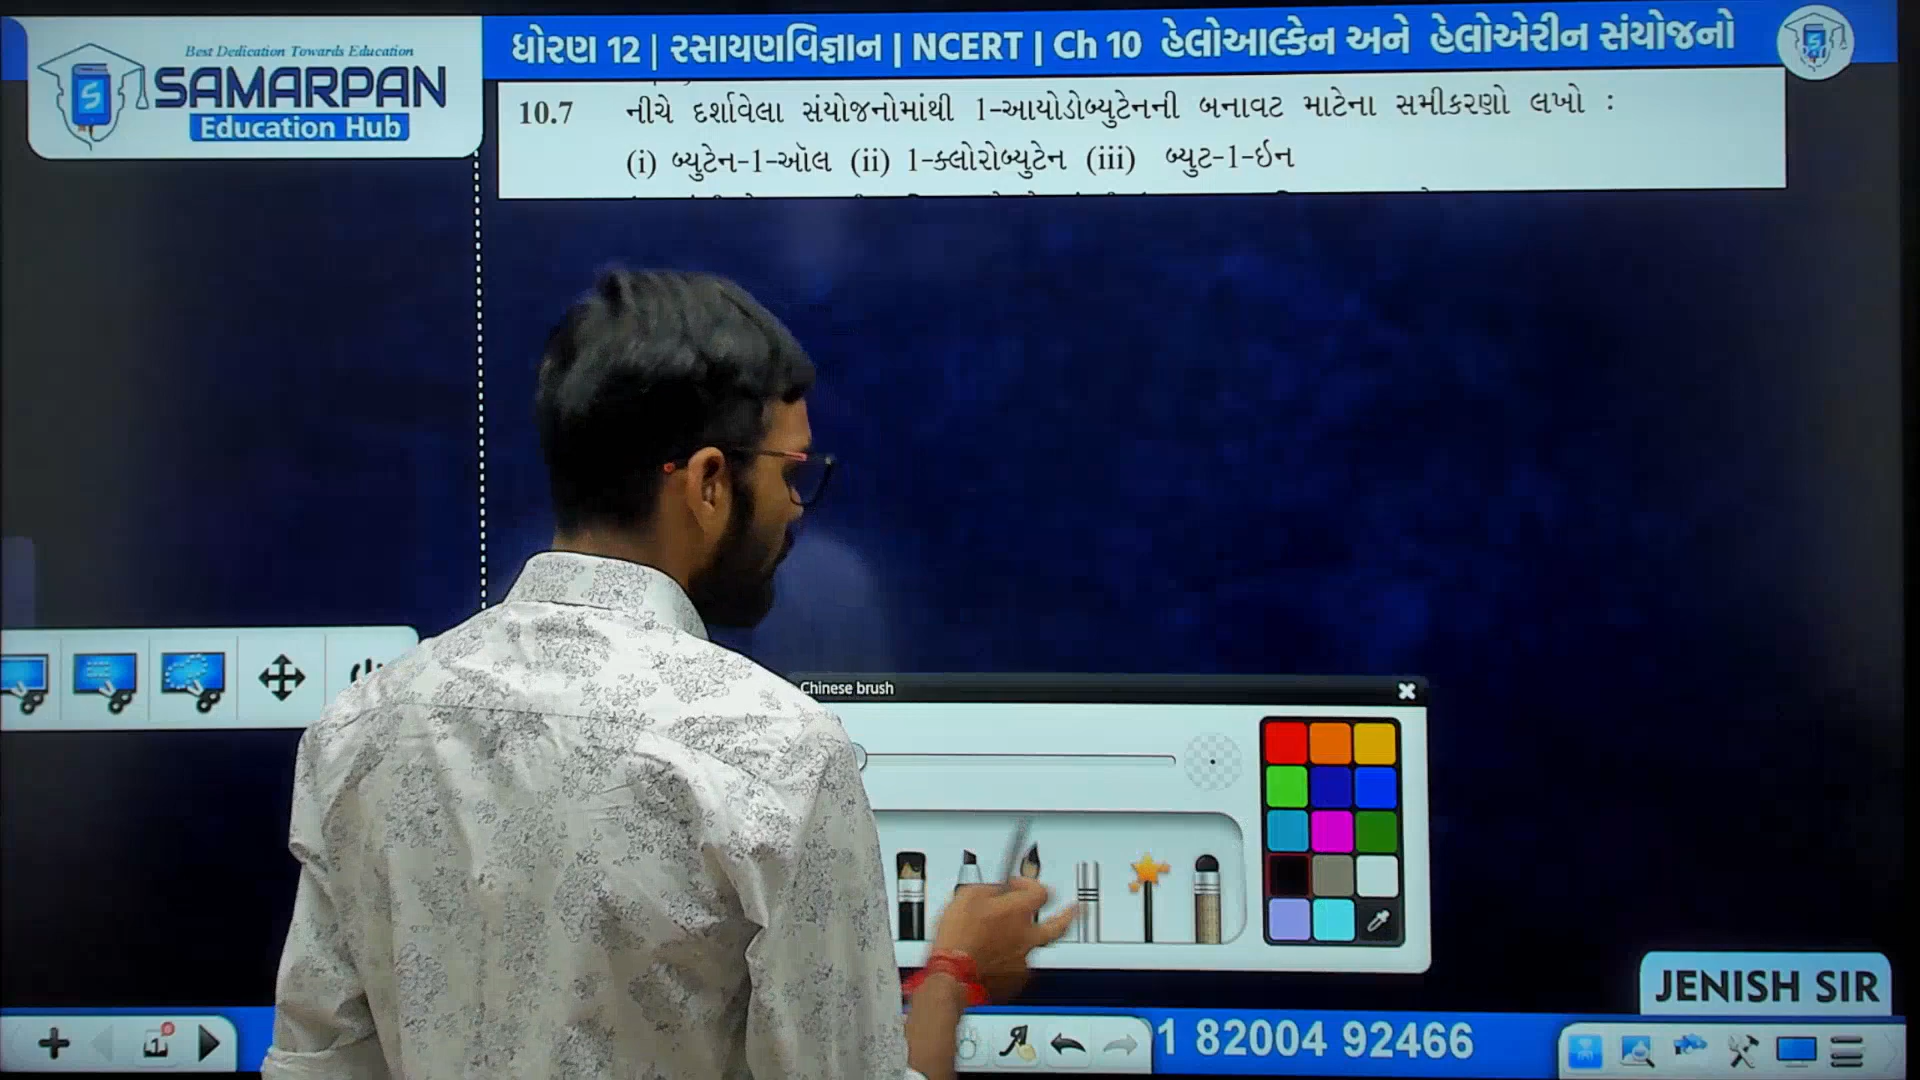 Best Dedication Towards Education
SAMARPAN
Education Hub
ધોરણ 12 | રસાયણવિજ્ઞાન | NCERT | Ch 10 હેલોઆલ્કેન અને હેલોએરીન સંયોજનો
10.7 નીચે દર્શાવેલા સંયોજનોમાંથી 1-આયોડોબ્યુટેનની બનાવટ માટેના સમીકરણો લખો :
(i) બ્યુટેન-1-ઑલ (ii) 1-ક્લોરોબ્યુટેન (iii) બ્યુટ-1-ઇન
Chinese brush
JENISH SIR
1 82004 92466
1